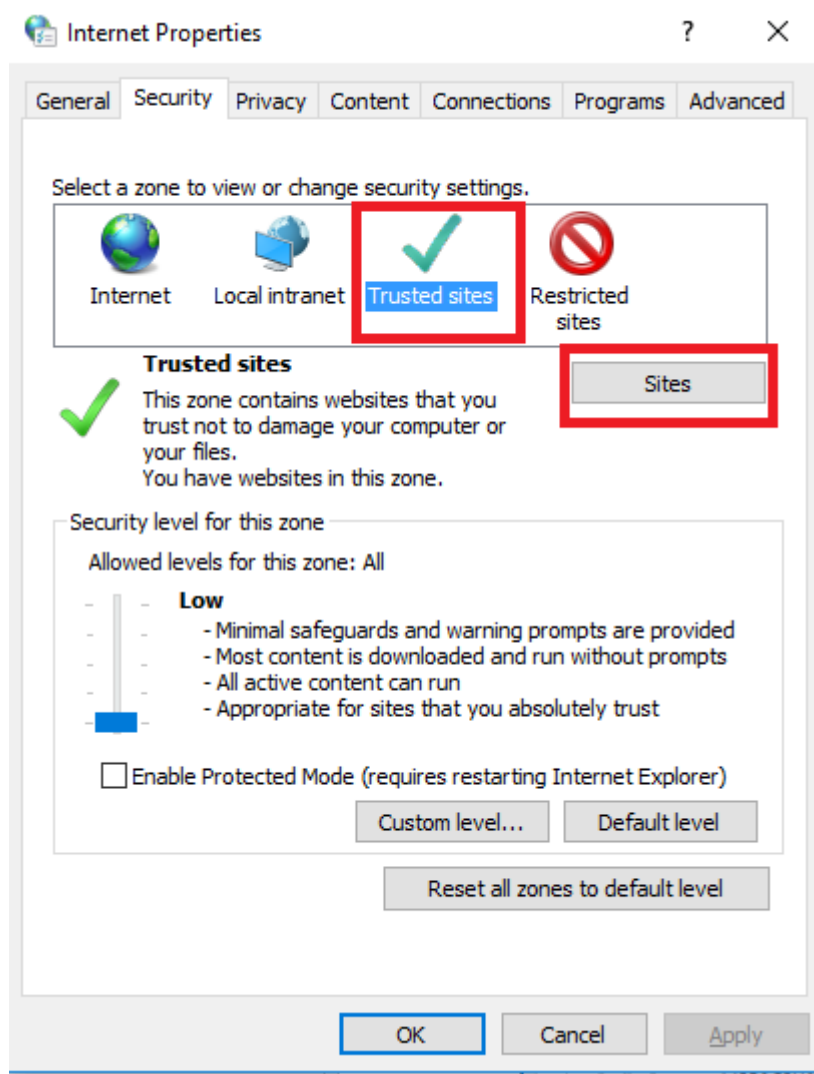 Internet Properties
?
General Security Privacy Content Connections Programs Advanced
Select a zone to view or change security settings.
Internet Local intranet Trusted sites Restricted
sites
Trusted sites
Sites
This zone contains websites that you
trust not to damage your computer or
your files.
You have websites in this zone.
Security level for this zone
Allowed levels for this zone: All
Low
- Minimal safeguards and warning prompts are provided
- Most content is downloaded and run without prompts
- All active content can run
- Appropriate for sites that you absolutely trust
Enable Protected Mode (requires restarting Internet Explorer)
Custom level... Default level
Reset all zones to default level
OK Cancel Apply